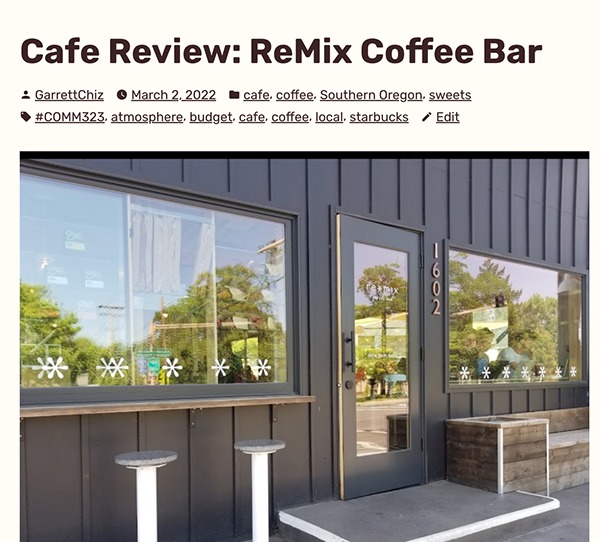 Cafe Review: ReMix Coffee Bar
GarrettChiz March 2, 2022 cafe, coffee, Southern Oregon, sweets
#COMM323, atmosphere, budget, cafe, coffee, local, starbucks Edit
remix
1602